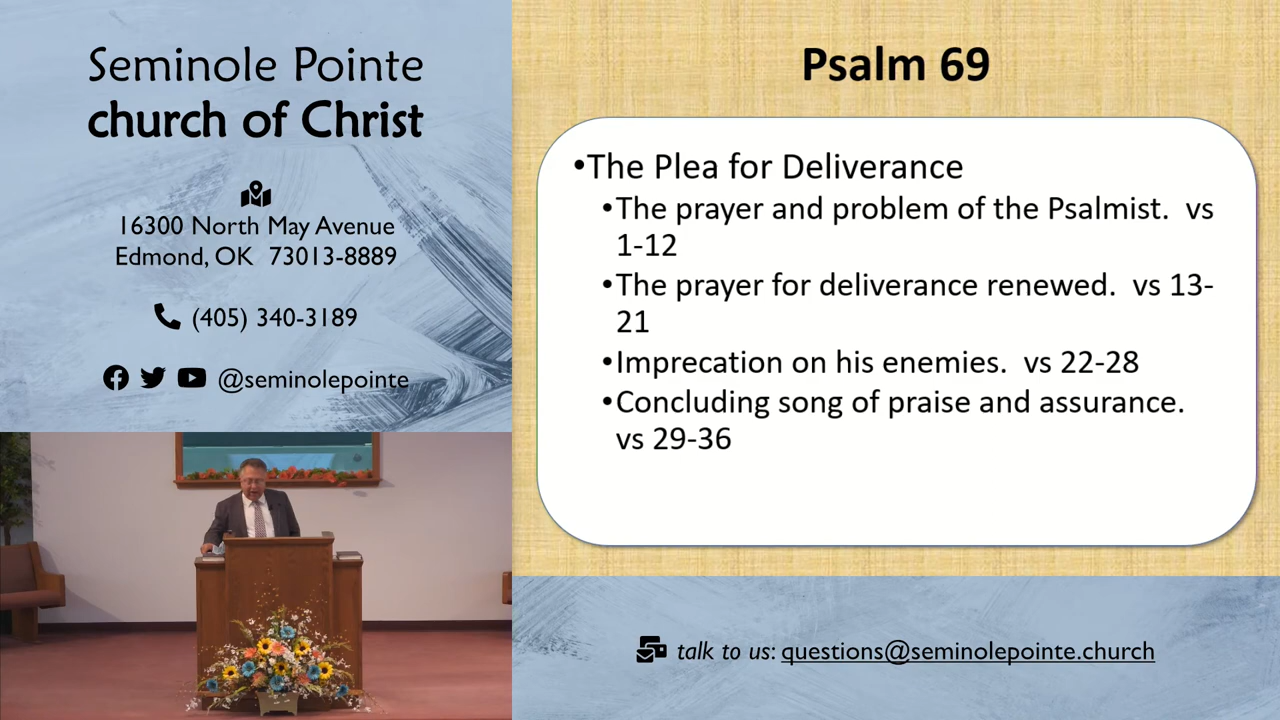 Seminole Pointe
church of Christ
16300 North May Avenue
Edmond, OK 73013-8889
(405) 340-3189
@seminolepointe
Psalm 69
•The Plea for Deliverance
•The prayer and problem of the Psalmist. vs
1-12
•The prayer for deliverance renewed. vs 13-
21
•Imprecation on his enemies. vs 22-28
•Concluding song of praise and assurance.
vs 29-36
talk to us: questions@seminolepointe.church